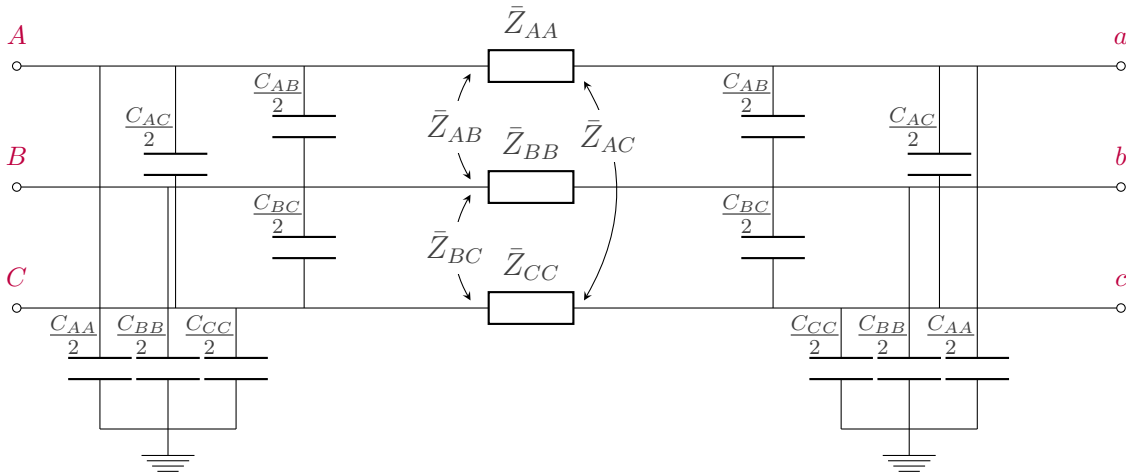 Z̄_AA
A
a
C_AB/2
C_AB/2
C_AC/2
C_AC/2
Z̄_AB
Z̄_AC
Z̄_BB
B
b
C_BC/2
C_BC/2
Z̄_BC
Z̄_CC
C
c
C_AA/2 C_BB/2 C_CC/2
C_CC/2 C_BB/2 C_AA/2